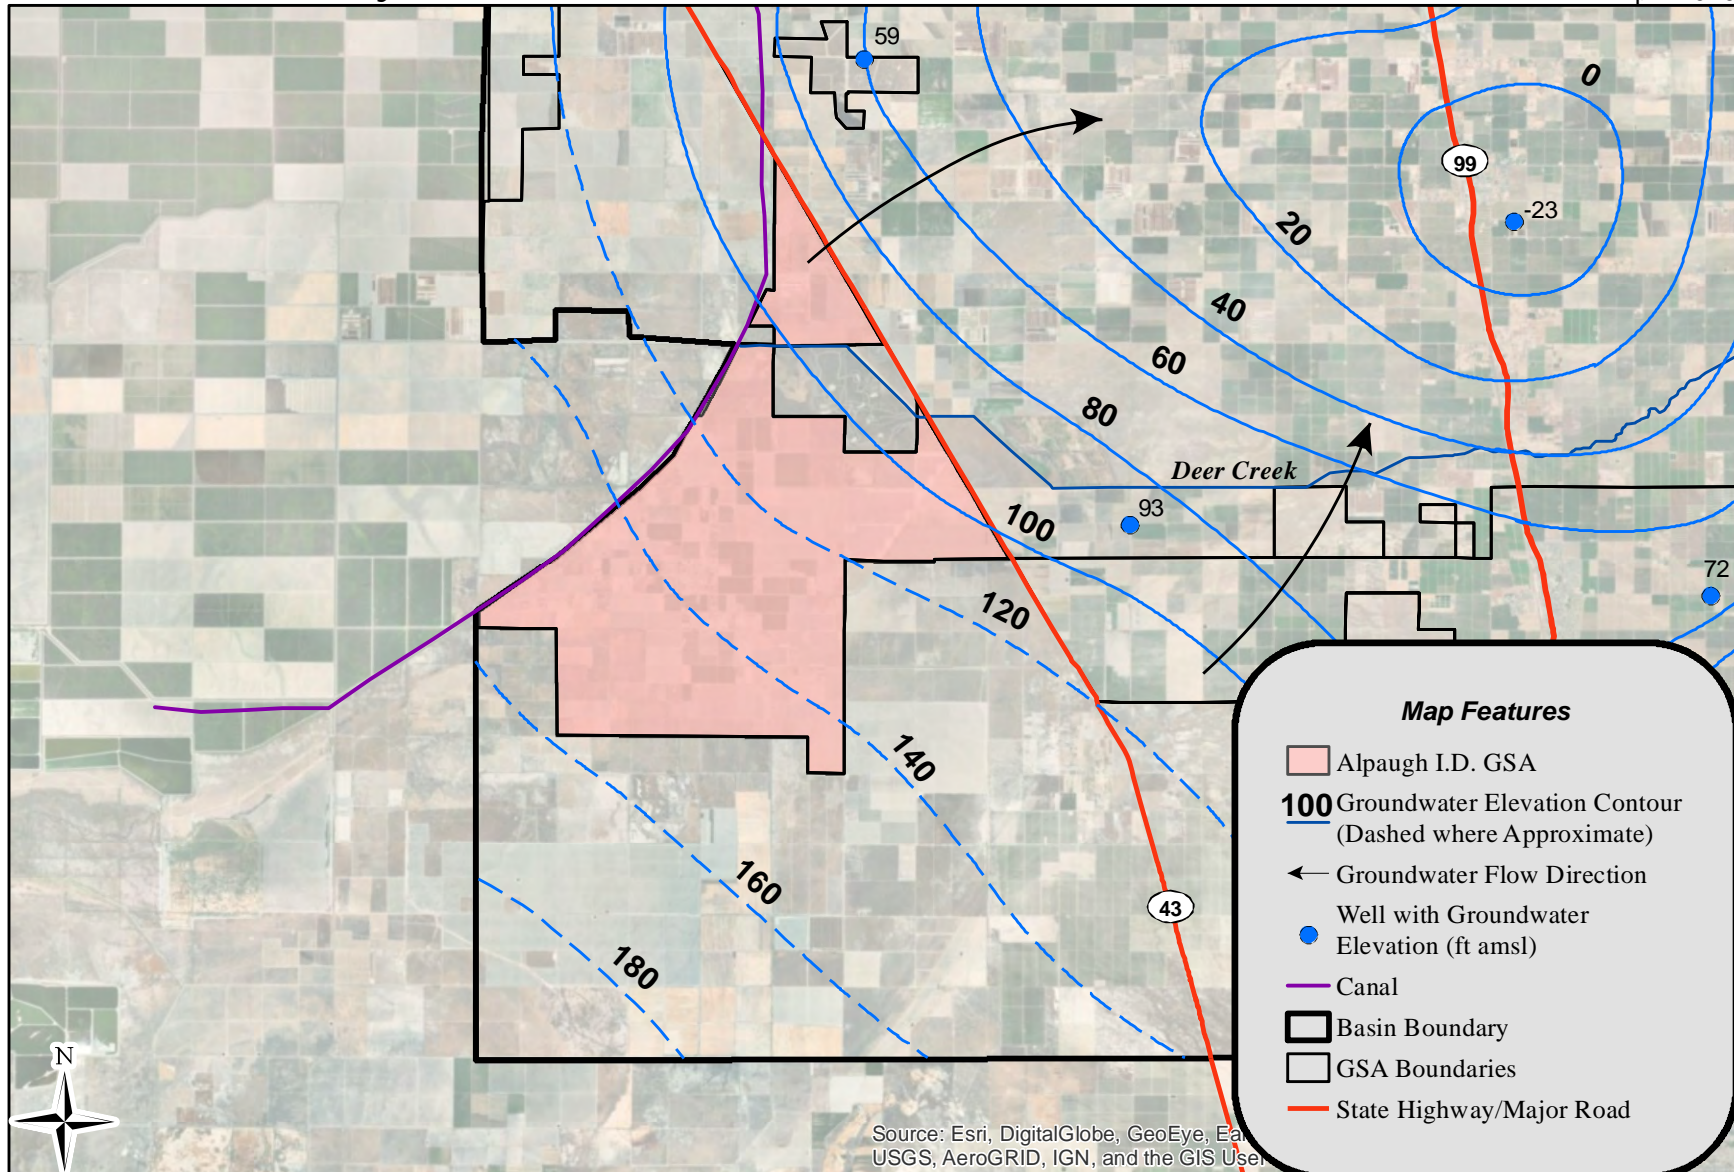 59
0
99
-23
20
40
60
80
Deer Creek
93
100
72
120
140
160
180
43
Map Features
Alpaugh I.D. GSA
100 Groundwater Elevation Contour
(Dashed where Approximate)
Groundwater Flow Direction
Well with Groundwater
Elevation (ft amsl)
Canal
Basin Boundary
GSA Boundaries
State Highway/Major Road
N
Source: Esri, DigitalGlobe, GeoEye,
USGS, AeroGRID, IGN, and the GIS